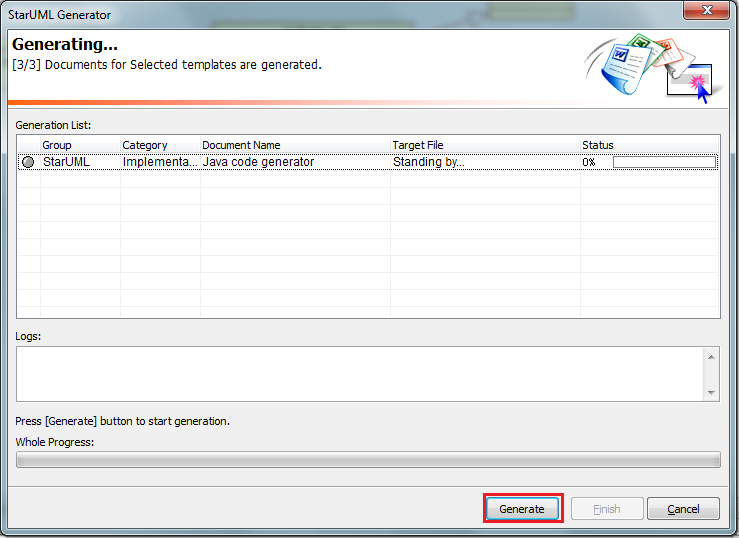 StarUML Generator
Generating...
[3/3] Documents for Selected templates are generated.
Generation List:
Group Category Document Name Target File Status
StarUML Implementa... Java code generator Standing by... 0%
Logs:
Press [Generate] button to start generation.
Whole Progress:
Generate Finish Cancel